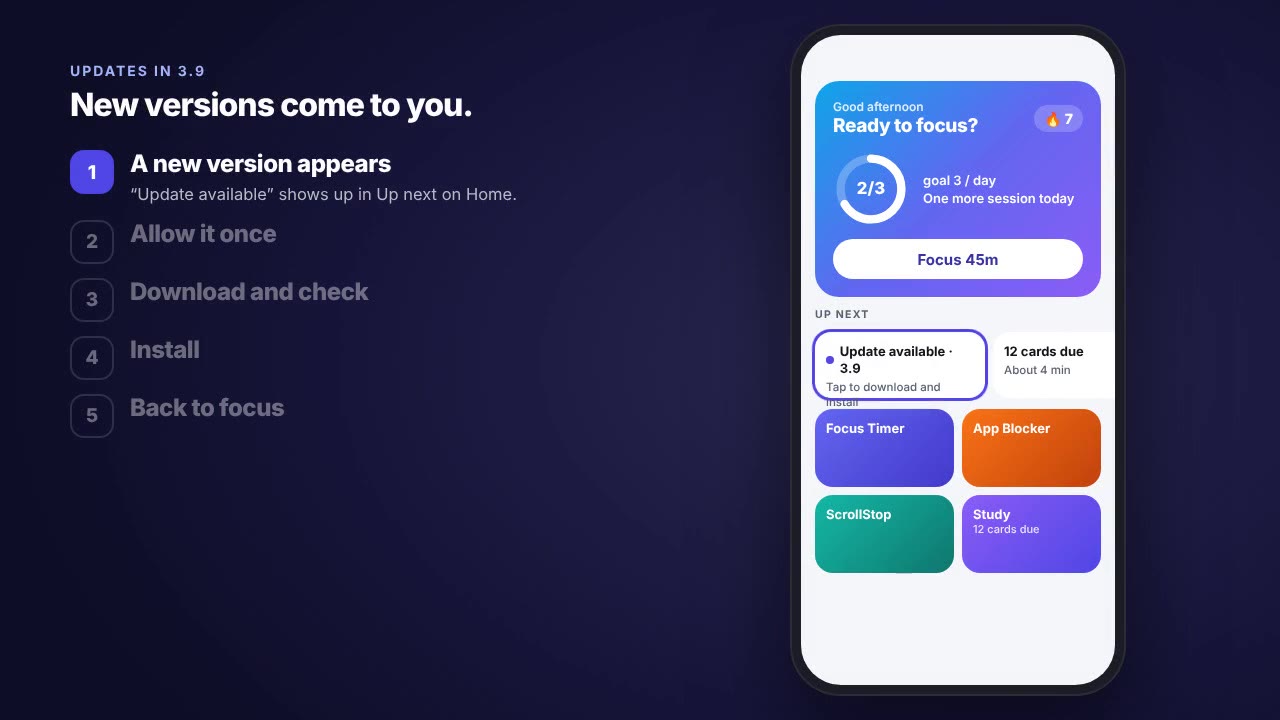 UPDATES IN 3.9
New versions come to you.
1
A new version appears
“Update available” shows up in Up next on Home.
2
Allow it once
3
Download and check
4
Install
5
Back to focus
Good afternoon
Ready to focus?
🔥 7
2/3
goal 3 / day
One more session today
Focus 45m
UP NEXT
Update available ·
3.9
Tap to download and
install
12 cards due
About 4 min
Focus Timer
App Blocker
ScrollStop
Study
12 cards due